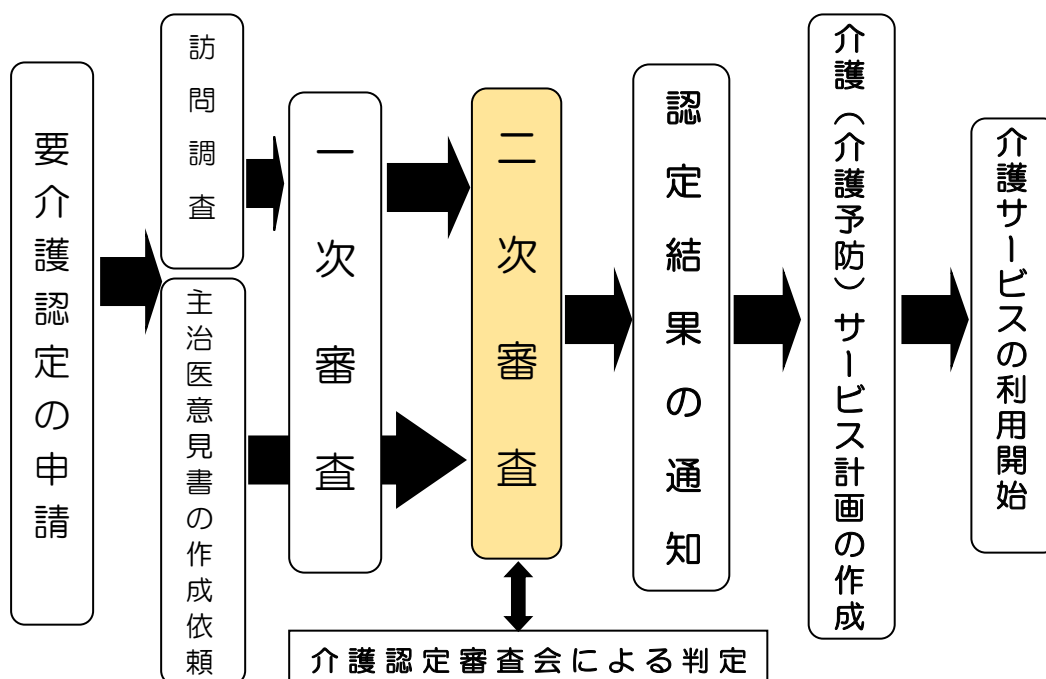 要介護認定の申請
訪問調査
主治医意見書の作成依頼
一次審査
二次審査
介護認定審査会による判定
認定結果の通知
介護（介護予防）サービス計画の作成
介護サービスの利用開始